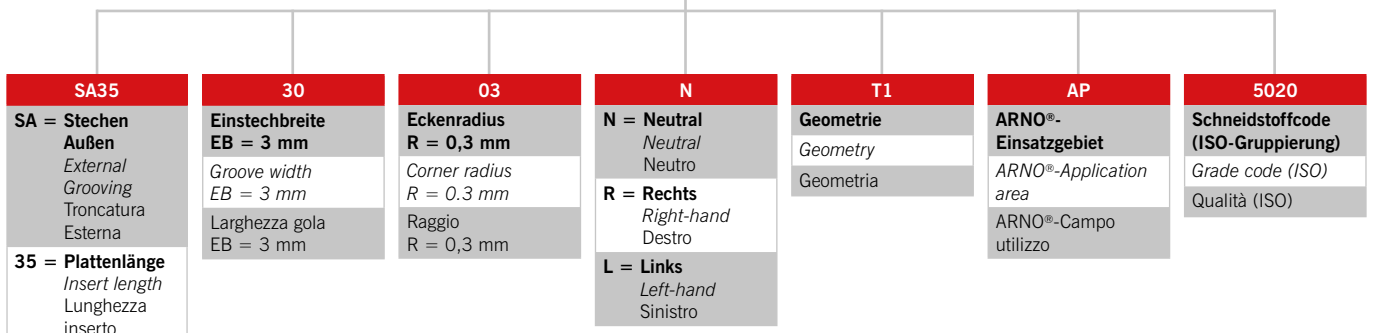 SA35
SA = Stechen
Außen
External
Grooving
Troncatura
Esterna
35 = Plattenlänge
Insert length
Lunghezza
inserto
30
Einstechbreite
EB = 3 mm
Groove width
EB = 3 mm
Larghezza gola
EB = 3 mm
03
Eckenradius
R = 0,3 mm
Corner radius
R = 0.3 mm
Raggio
R = 0,3 mm
N
N = Neutral
Neutral
Neutro
R = Rechts
Right-hand
Destro
L = Links
Left-hand
Sinistro
T1
Geometrie
Geometry
Geometria
AP
ARNO®-
Einsatzgebiet
ARNO®-Application
area
ARNO®-Campo
utilizzo
5020
Schneidstoffcode
(ISO-Gruppierung)
Grade code (ISO)
Qualità (ISO)